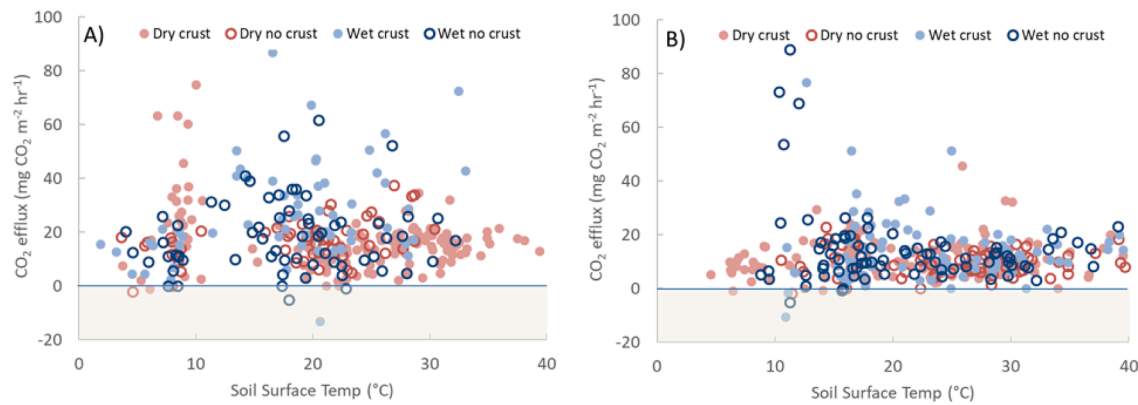 A)
Dry crust Dry no crust Wet crust Wet no crust
CO2 efflux (mg CO2 m-2 hr-1)
100
80
60
40
20
0
-20
0 10 20 30 40
Soil Surface Temp (°C)
B)
Dry crust Dry no crust Wet crust Wet no crust
CO2 efflux (mg CO2 m-2 hr-1)
100
80
60
40
20
0
-20
0 10 20 30 40
Soil Surface Temp (°C)